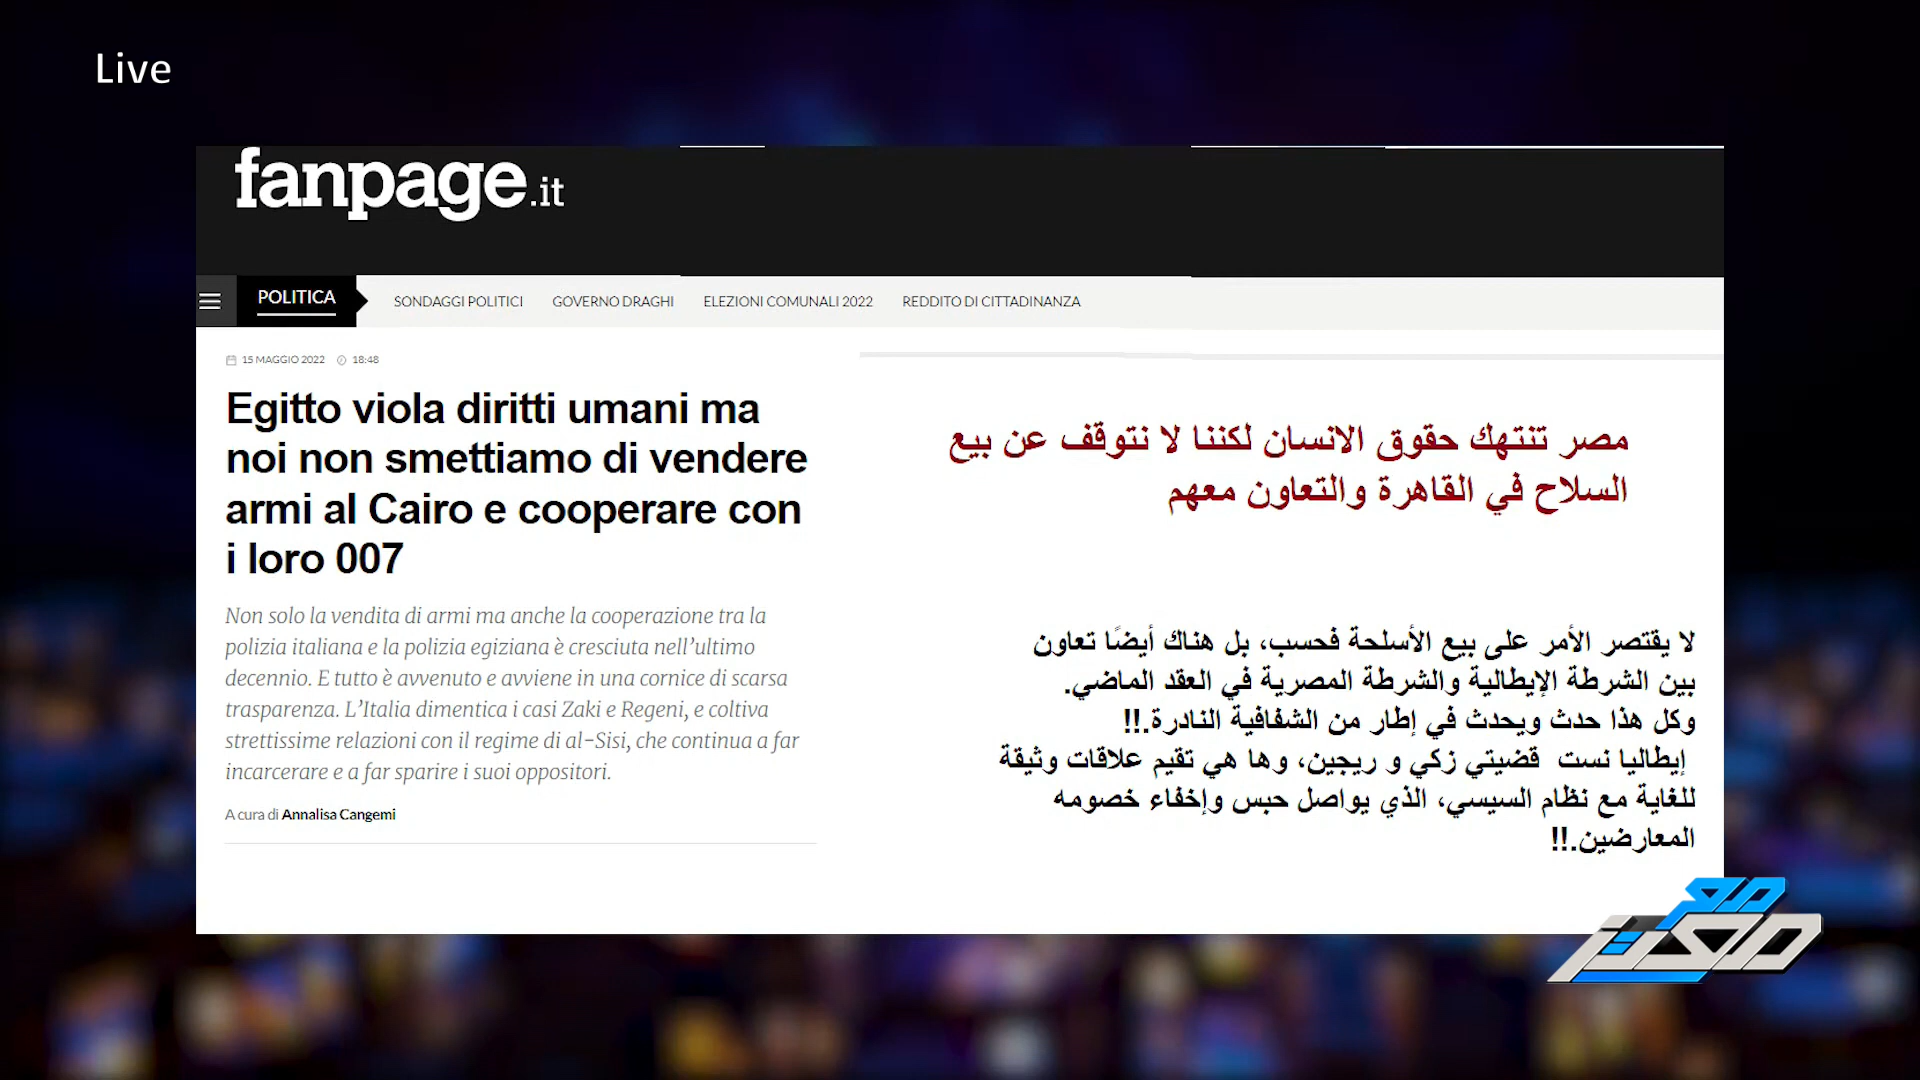 Live
fanpage.it
POLITICA
SONDAGGI POLITICI
GOVERNO DRAGHI
ELEZIONI COMUNALI 2022
REDDITO DI CITTADINANZA
15 MAGGIO 2022 18:48
Egitto viola diritti umani ma
noi non smettiamo di vendere
armi al Cairo e cooperare con
i loro 007
Non solo la vendita di armi ma anche la cooperazione tra la
polizia italiana e la polizia egiziana è cresciuta nell'ultimo
decennio. E tutto è avvenuto e avviene in una cornice di scarsa
trasparenza. L'Italia dimentica i casi Zaki e Regeni, e coltiva
strettissime relazioni con il regime di al-Sisi, che continua a far
incarcerare e a far sparire i suoi oppositori.
A cura di Annalisa Cangemi
مصر تنتهك حقوق الانسان لكننا لا نتوقف عن بيع
السلاح في القاهرة والتعاون معهم
لا يقتصر الأمر على بيع الأسلحة فحسب، بل هناك أيضًا تعاون
بين الشرطة الإيطالية والشرطة المصرية في العقد الماضي.
وكل هذا حدث ويحدث في إطار من الشفافية النادرة.!!
إيطاليا نست قضيتي زكي و ريجين، وها هي تقيم علاقات وثيقة
للغاية مع نظام السيسي، الذي يواصل حبس وإخفاء خصومه
المعارضين.!!
مع